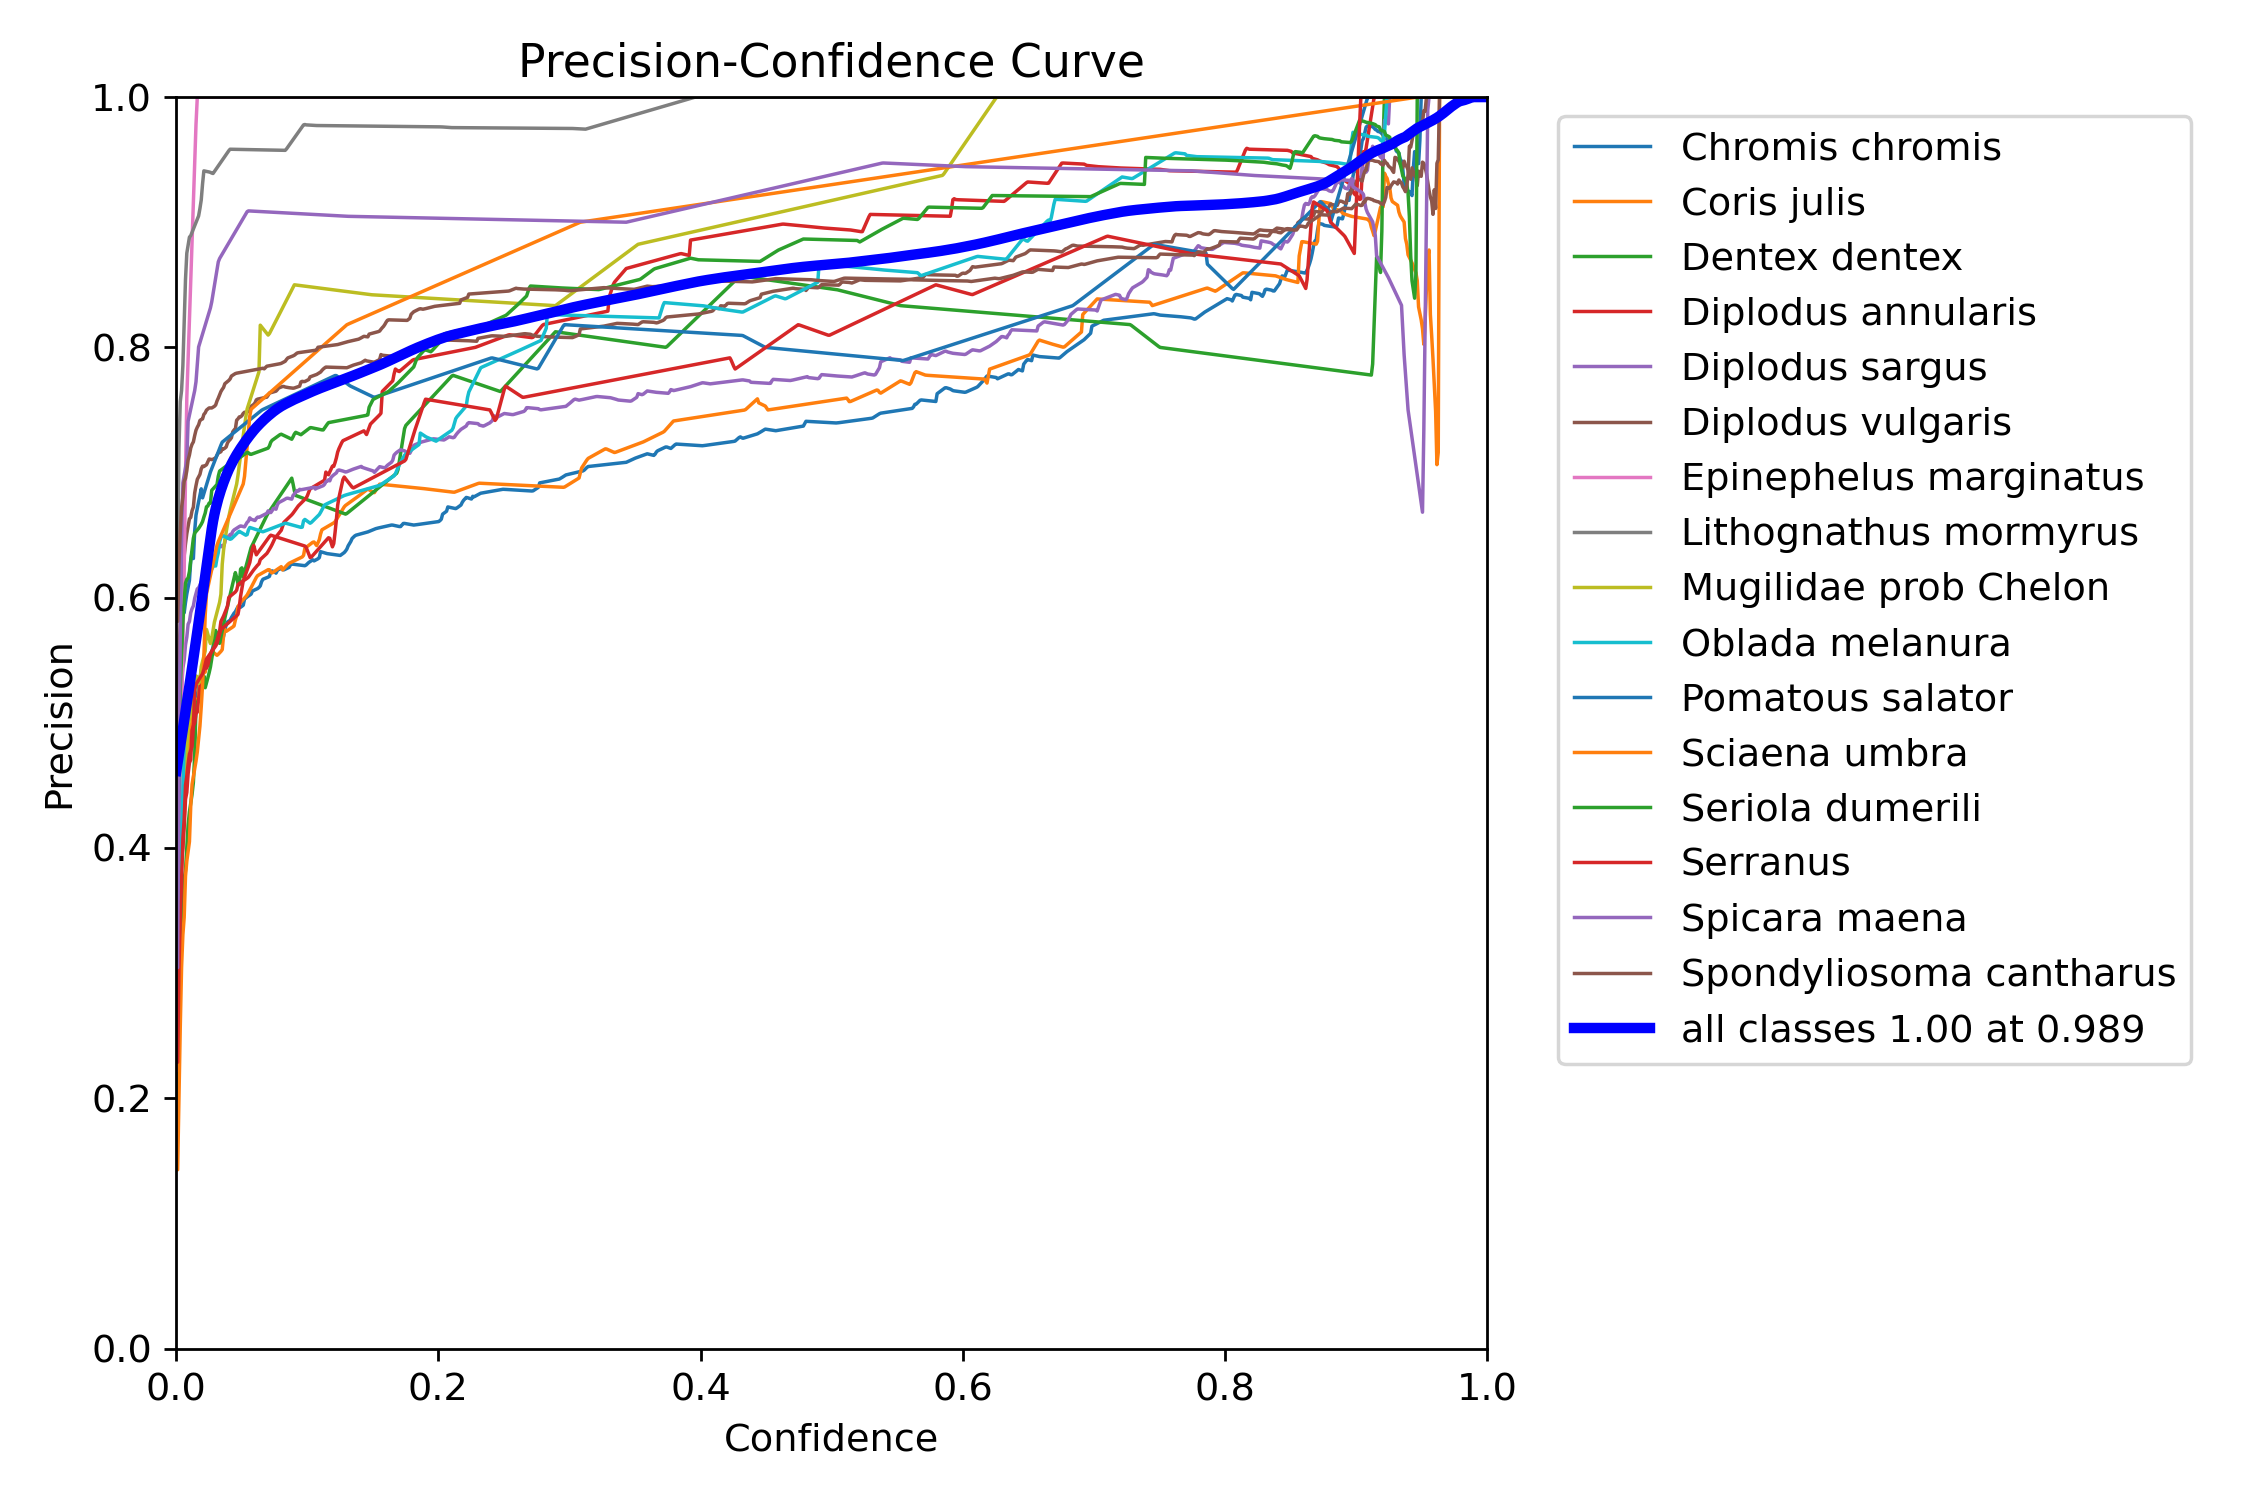 Precision-Confidence Curve
1.0
0.8
0.6
0.4
0.2
0.0
Precision
0.0 0.2 0.4 0.6 0.8 1.0
Confidence
Chromis chromis
Coris julis
Dentex dentex
Diplodus annularis
Diplodus sargus
Diplodus vulgaris
Epinephelus marginatus
Lithognathus mormyrus
Mugilidae prob Chelon
Oblada melanura
Pomatous salator
Sciaena umbra
Seriola dumerili
Serranus
Spicara maena
Spondyliosoma cantharus
all classes 1.00 at 0.989